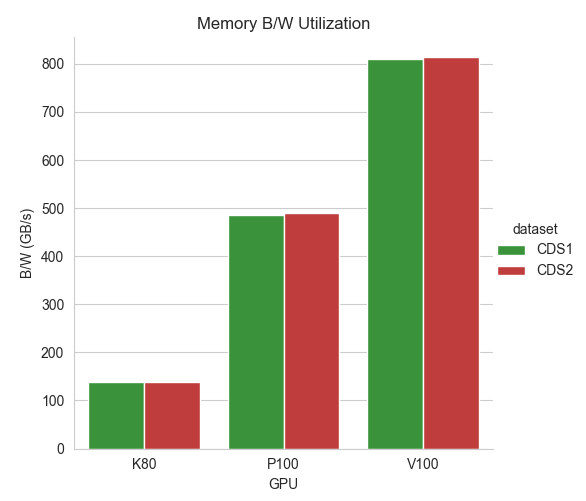 Memory B/W Utilization
800
700
600
500
400
300
200
100
0
B/W (GB/s)
K80
P100
V100
GPU
dataset
CDS1
CDS2